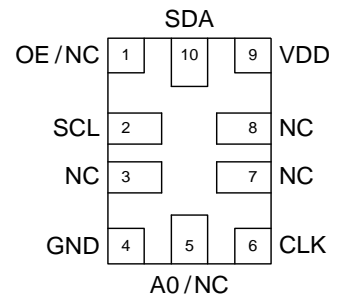 SDA
OE/NC 1 10 9 VDD
SCL 2 8 NC
NC 3 7 NC
GND 4 5 6 CLK
A0/NC